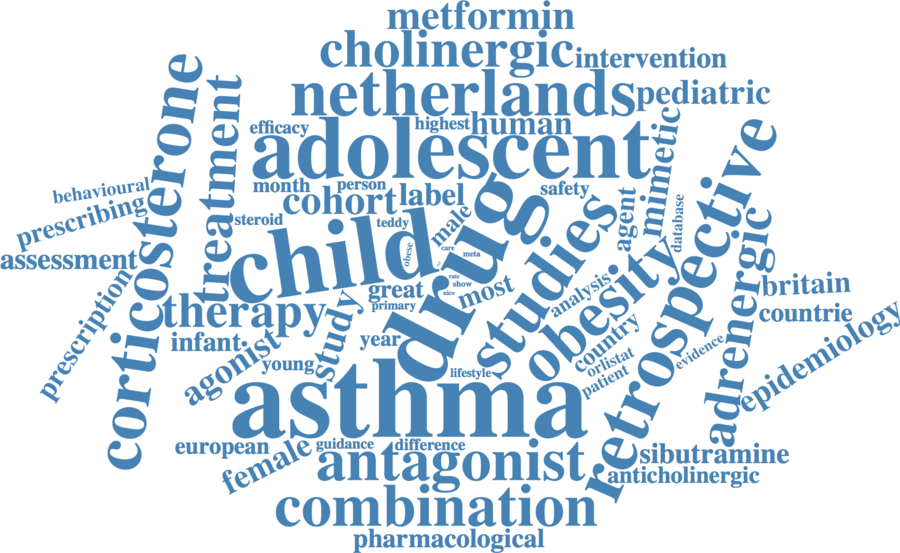 metformin
cholinergic
intervention
netherlands
pediatric
efficacy
highest
human
adolescent
corticosterone
treatment
behavioural
prescribing
assessment
prescription
month
person
cohort
label
safety
steroid
teddy
male
child
obese
care
meta
drug
studies
agent
mimetic
database
retrospective
adrenergic
obesity
therapy
great
primary
rate
show
nice
most
analysis
britain
countrie
epidemiology
infant
agonist
young
study
year
lifestyle
country
orlistat
patient
evidence
asthma
european
female
guidance
difference
antagonist
sibutramine
anticholinergic
combination
pharmacological